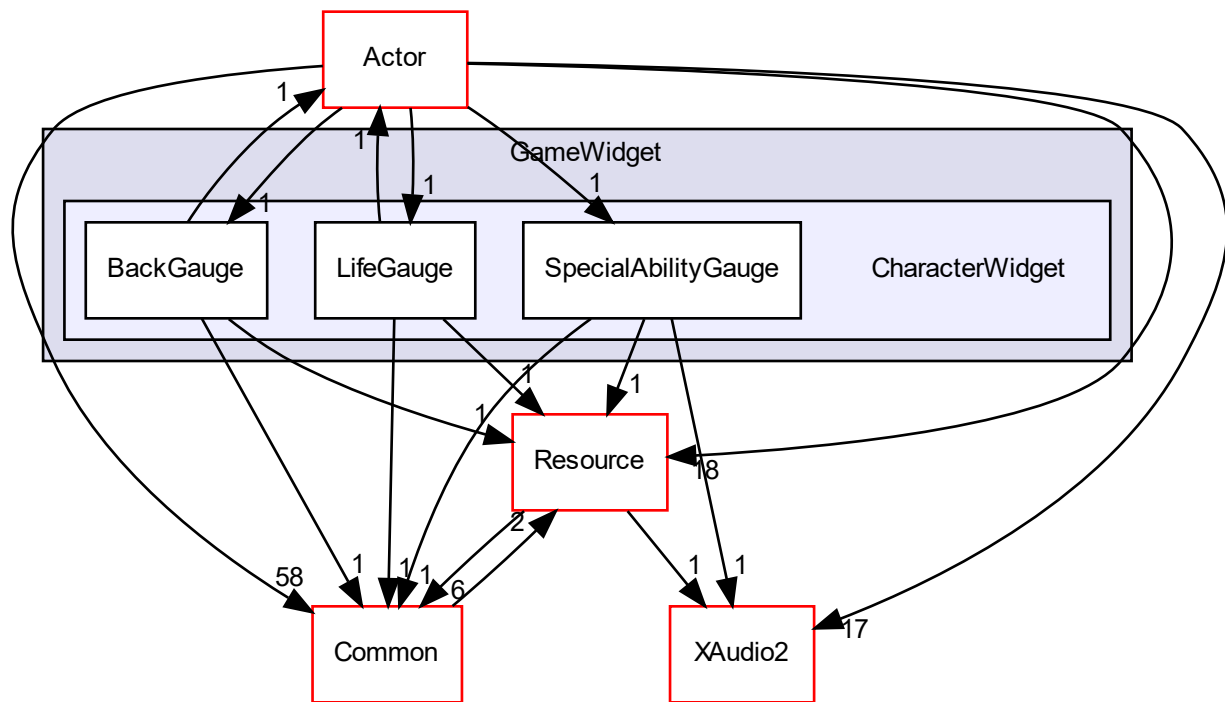 Actor
1
1
1
1
1
GameWidget
BackGauge
LifeGauge
SpecialAbilityGauge
CharacterWidget
1
1
1
Resource
18
2
58
1
1
1
6
1
1
17
Common
XAudio2